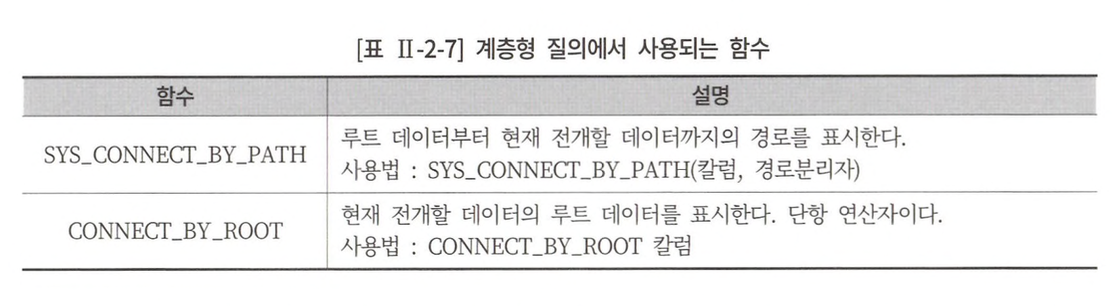 [표 Ⅱ-2-7] 계층형 질의에서 사용되는 함수
함수 설명
SYS_CONNECT_BY_PATH
루트 데이터부터 현재 전개할 데이터까지의 경로를 표시한다.
사용법 : SYS_CONNECT_BY_PATH(칼럼, 경로분리자)
CONNECT_BY_ROOT
현재 전개할 데이터의 루트 데이터를 표시한다. 단항 연산자이다.
사용법 : CONNECT_BY_ROOT 칼럼